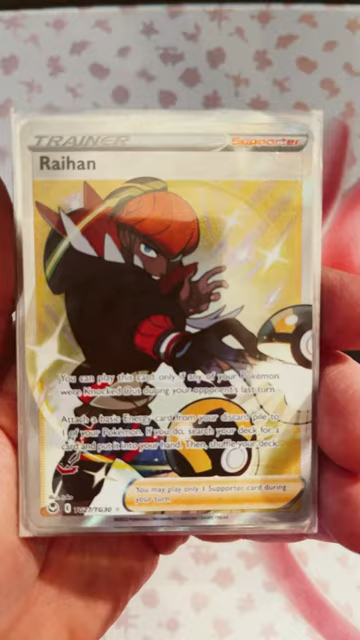 TRAINER
Supporter
Raihan
You can play this card only if any of your Pokémon
were Knocked Out during your opponent's last turn.
Attach a basic Energy card from your discard pile to
of your Pokémon. If you do, search your deck for a
card and put it into your hand. Then, shuffle your deck.
You may play only 1 Supporter card during
your turn.
TG27/TG30